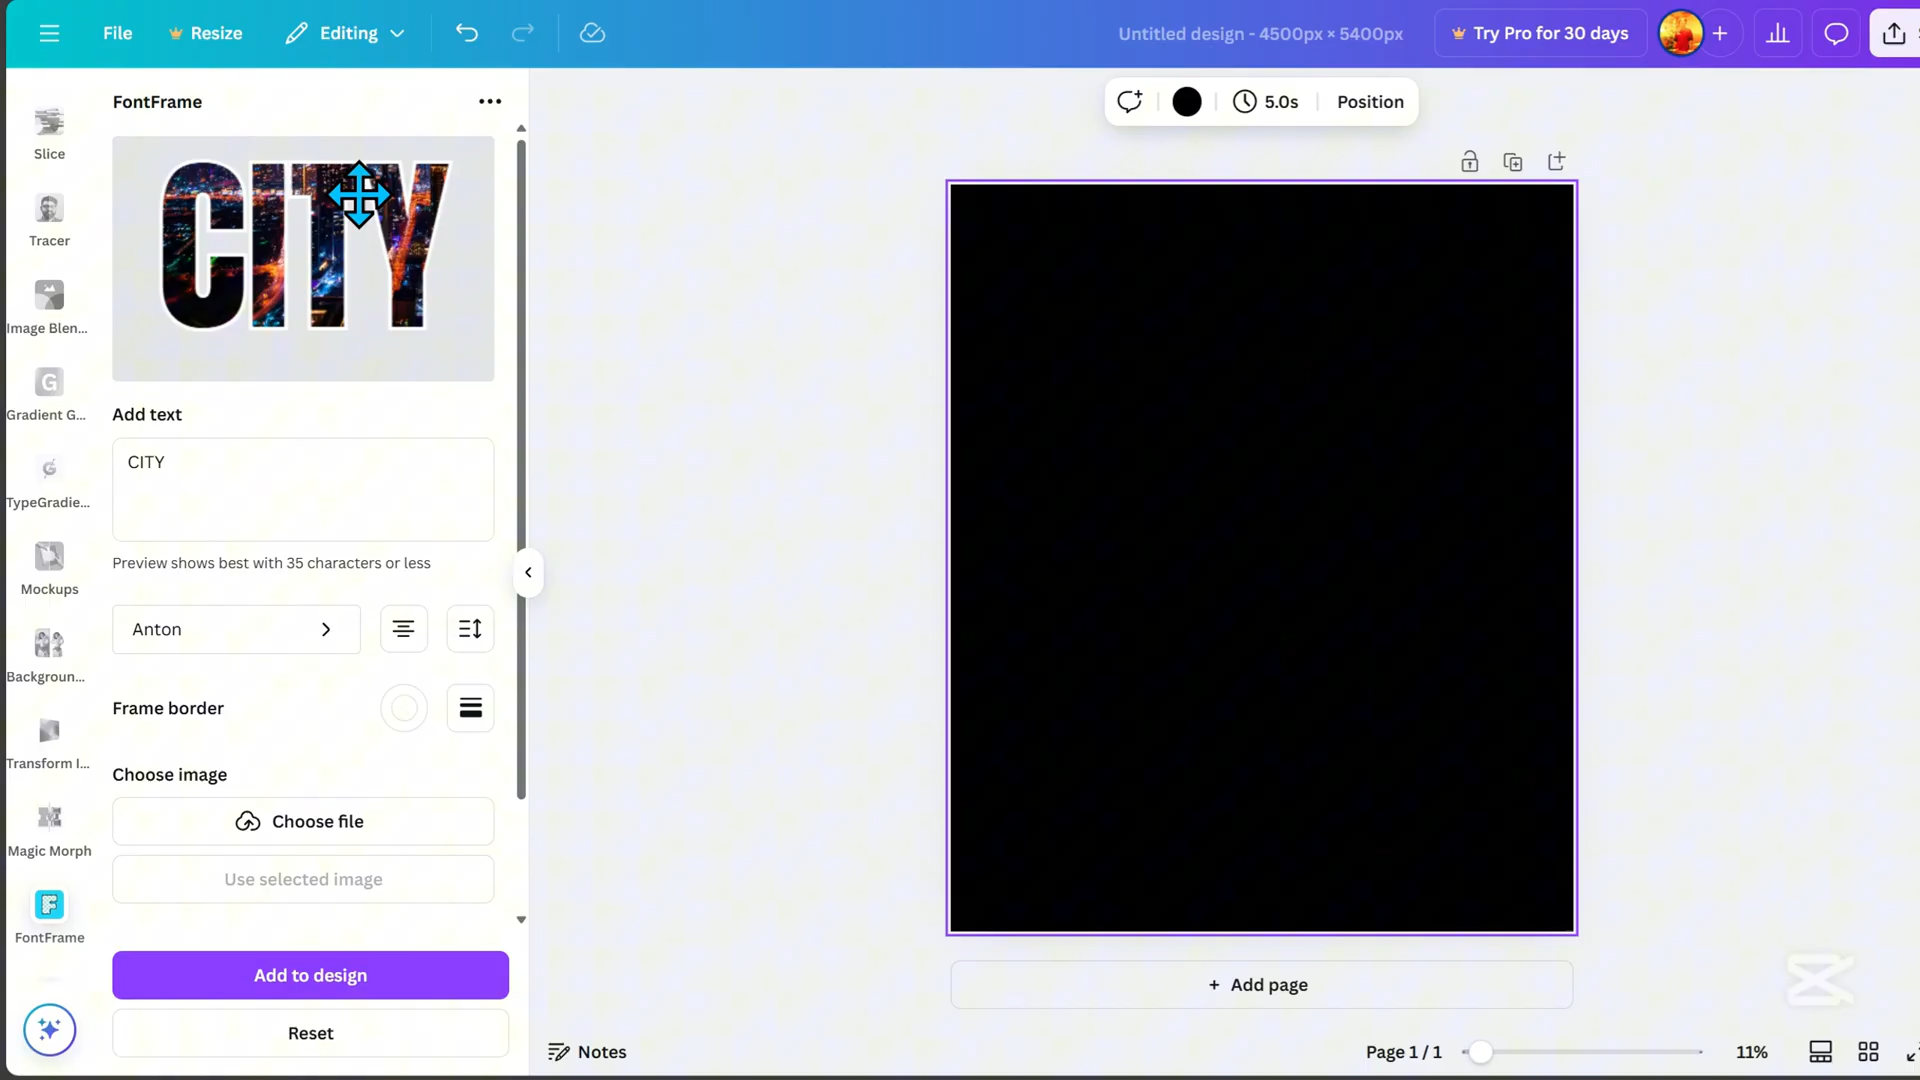 File
Resize
Editing
Untitled design - 4500px × 5400px
Try Pro for 30 days
Slice
Tracer
Image Blen...
Gradient G...
TypeGradie...
Mockups
Backgroun...
Transform I...
Magic Morph
FontFrame
FontFrame
CITY
Add text
CITY
Preview shows best with 35 characters or less
Anton
Frame border
Choose image
Choose file
Use selected image
Add to design
Reset
5.0s
Position
+ Add page
Notes
Page 1 / 1
11%